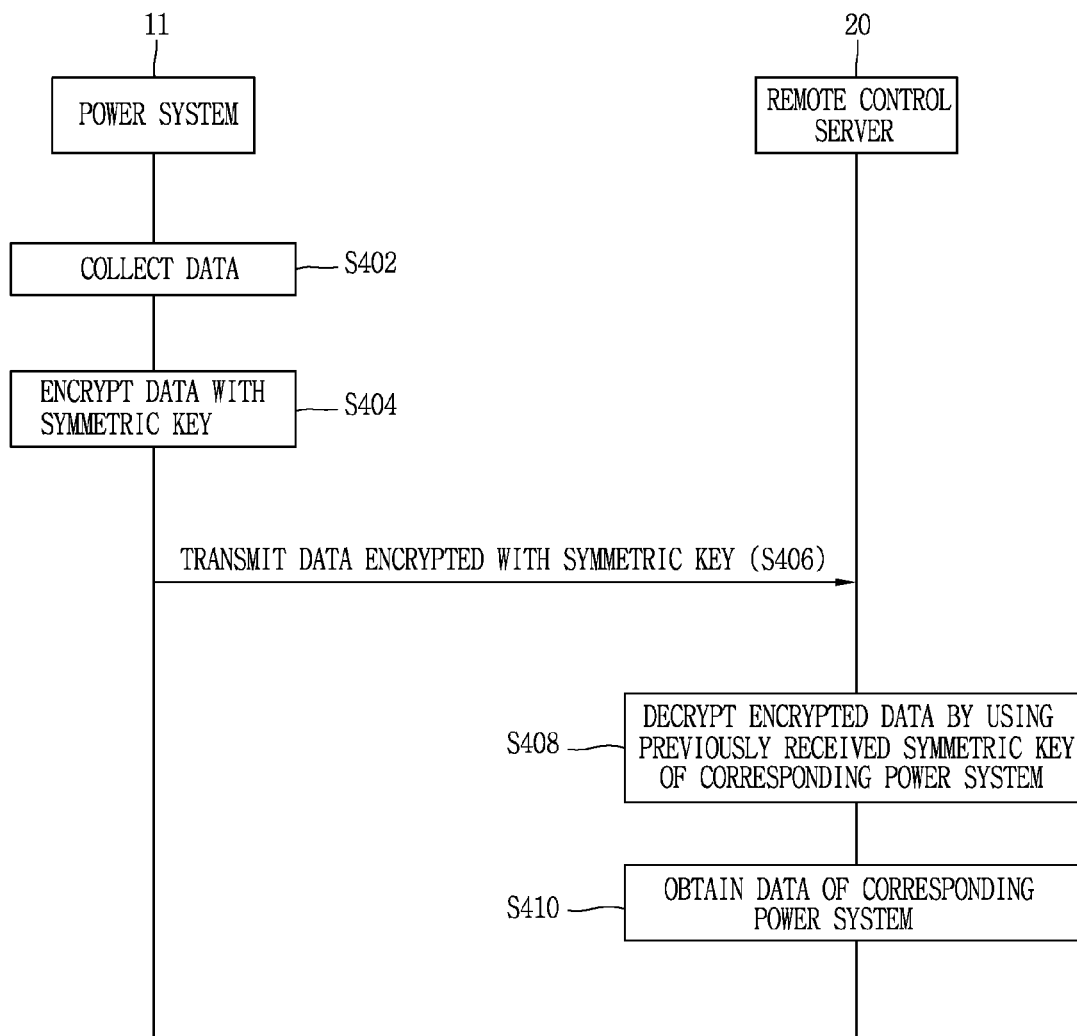 11
20
POWER SYSTEM
REMOTE CONTROL
SERVER
COLLECT DATA
S402
ENCRYPT DATA WITH
SYMMETRIC KEY
S404
TRANSMIT DATA ENCRYPTED WITH SYMMETRIC KEY (S406)
S408
DECRYPT ENCRYPTED DATA BY USING
PREVIOUSLY RECEIVED SYMMETRIC KEY
OF CORRESPONDING POWER SYSTEM
S410
OBTAIN DATA OF CORRESPONDING
POWER SYSTEM